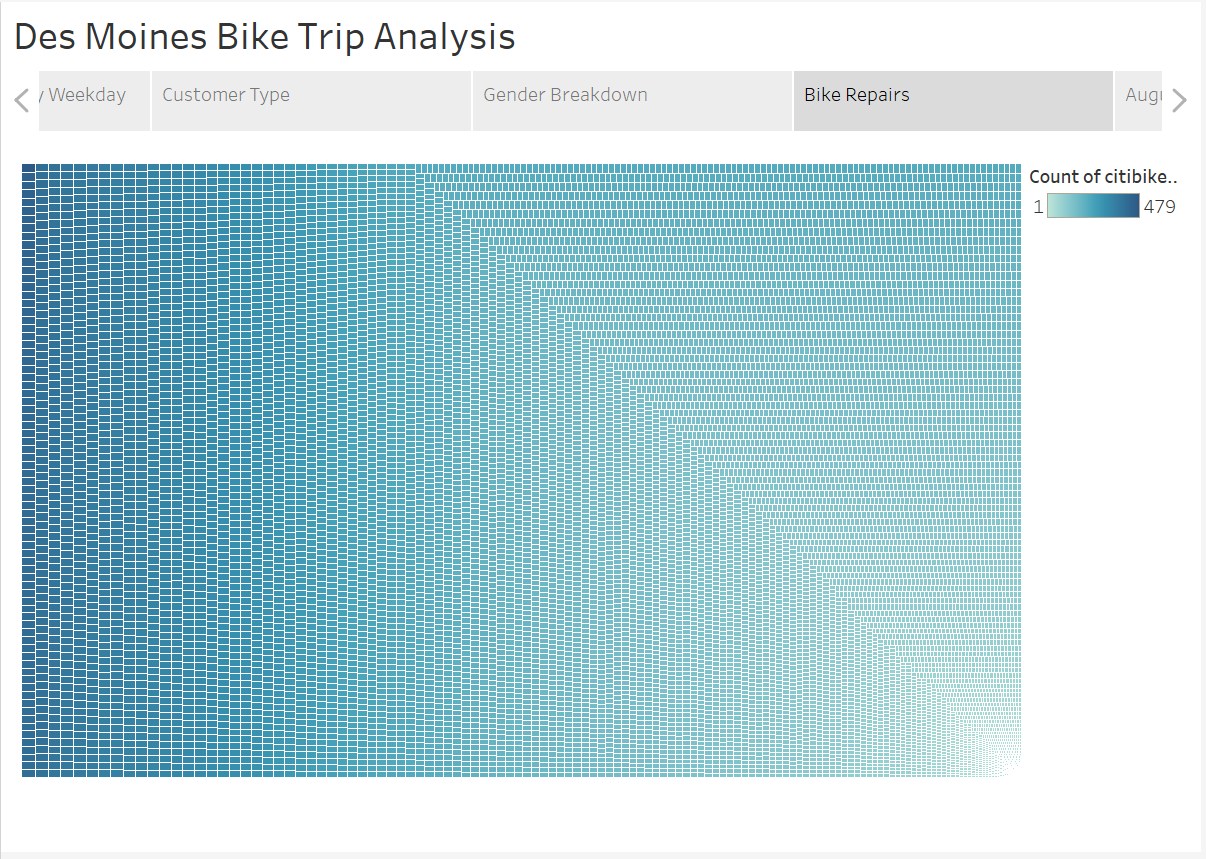 Des Moines Bike Trip Analysis
y Weekday
Customer Type
Gender Breakdown
Bike Repairs
Augu
Count of citibike..
1
479